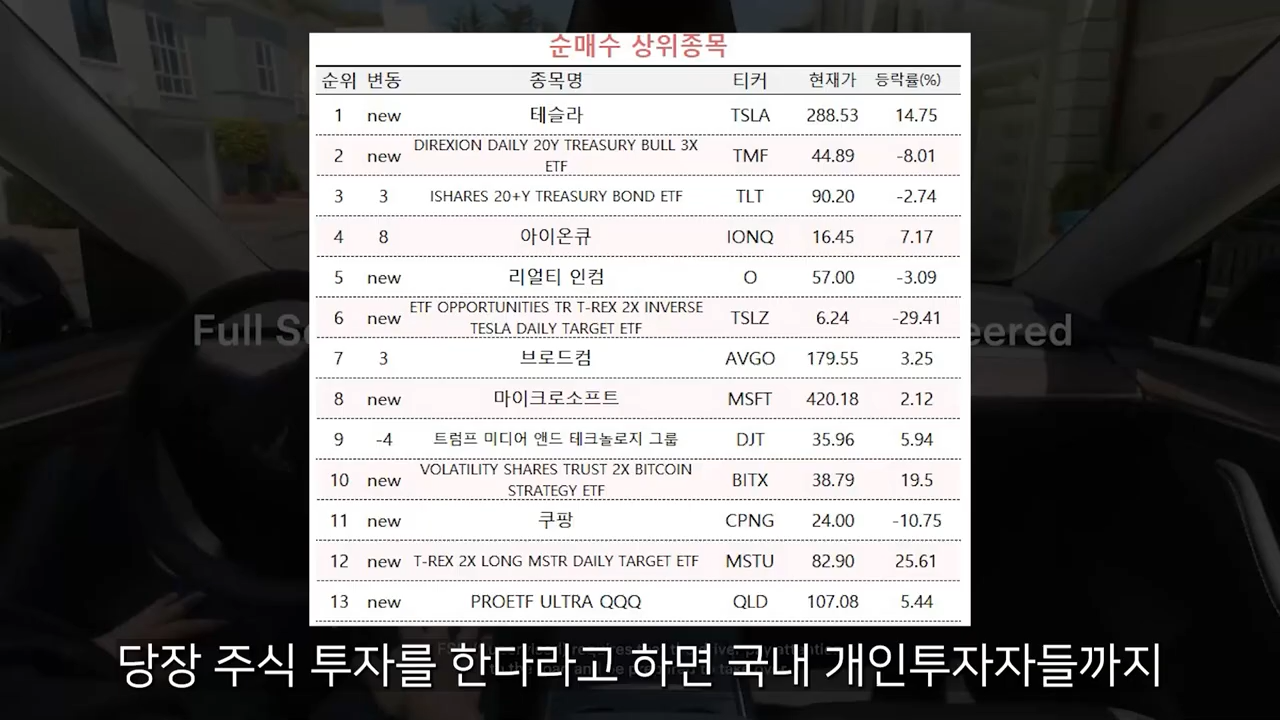 순매수 상위종목
순위 변동 종목명 티커 현재가 등락률(%)
1 new 테슬라 TSLA 288.53 14.75
2 new DIREXION DAILY 20Y TREASURY BULL 3X ETF TMF 44.89 -8.01
3 3 ISHARES 20+Y TREASURY BOND ETF TLT 90.20 -2.74
4 8 아이온큐 IONQ 16.45 7.17
5 new 리얼티 인컴 O 57.00 -3.09
6 new ETF OPPORTUNITIES TR T-REX 2X INVERSE TESLA DAILY TARGET ETF TSLZ 6.24 -29.41
7 3 브로드컴 AVGO 179.55 3.25
8 new 마이크로소프트 MSFT 420.18 2.12
9 -4 트럼프 미디어 앤드 테크놀로지 그룹 DJT 35.96 5.94
10 new VOLATILITY SHARES TRUST 2X BITCOIN STRATEGY ETF BITX 38.79 19.5
11 new 쿠팡 CPNG 24.00 -10.75
12 new T-REX 2X LONG MSTR DAILY TARGET ETF MSTU 82.90 25.61
13 new PROETF ULTRA QQQ QLD 107.08 5.44
Full
당장 주식 투자를 한다라고 하면 국내 개인투자자들까지